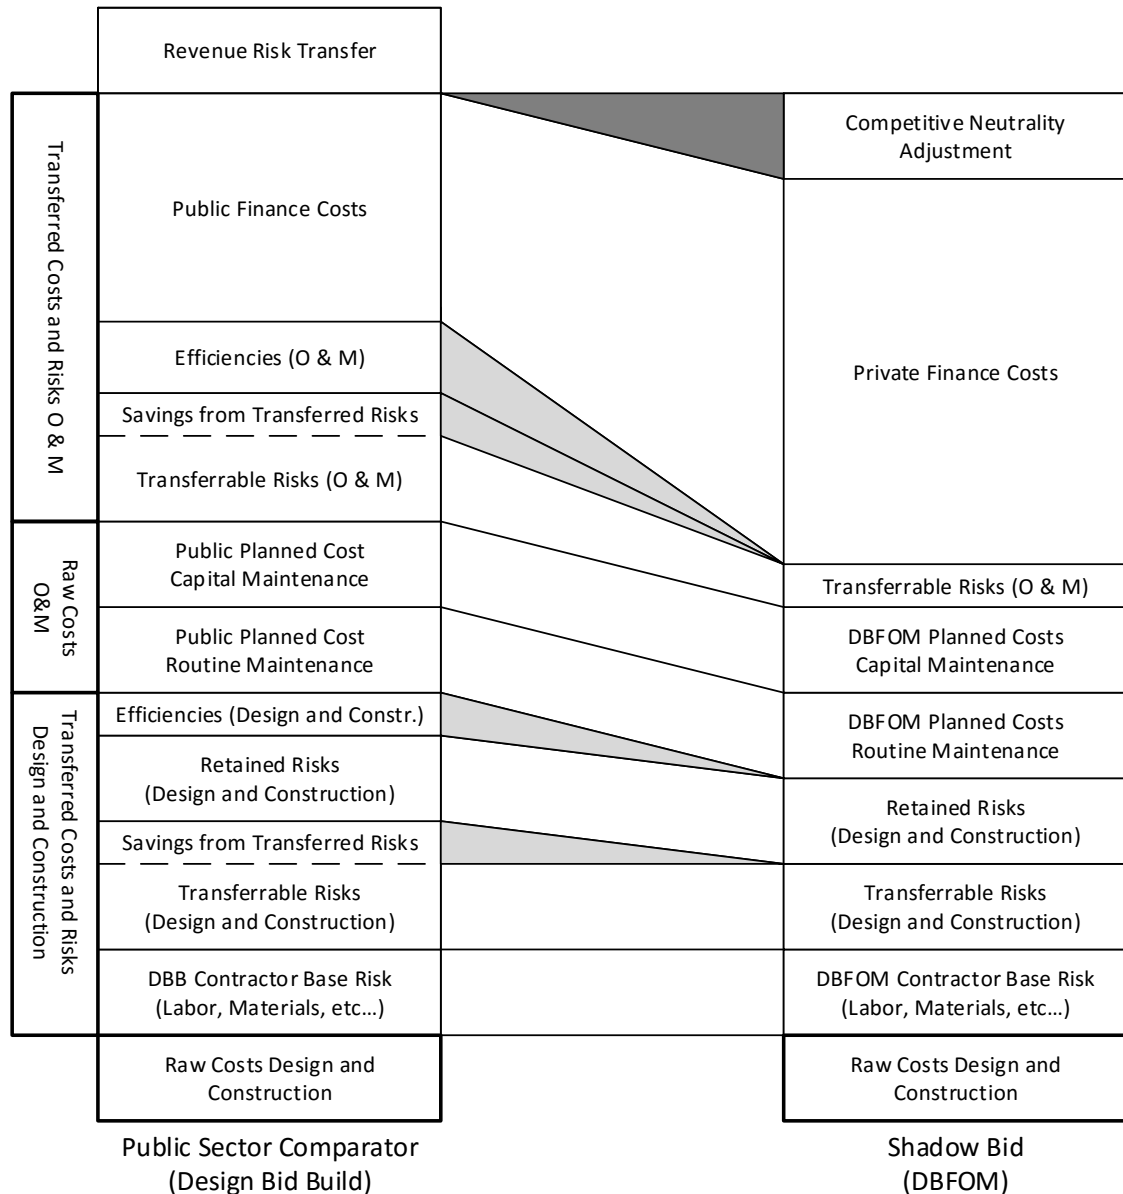 Revenue Risk Transfer
Transferred Costs and Risks O & M
Public Finance Costs
Efficiencies (O & M)
Savings from Transferred Risks
Transferrable Risks (O & M)
Raw Costs
O&M
Public Planned Cost
Capital Maintenance
Public Planned Cost
Routine Maintenance
Transferred Costs and Risks
Design and Construction
Efficiencies (Design and Constr.)
Retained Risks
(Design and Construction)
Savings from Transferred Risks
Transferrable Risks
(Design and Construction)
DBB Contractor Base Risk
(Labor, Materials, etc…)
Raw Costs Design and
Construction
Public Sector Comparator
(Design Bid Build)
Competitive Neutrality
Adjustment
Private Finance Costs
Transferrable Risks (O & M)
DBFOM Planned Costs
Capital Maintenance
DBFOM Planned Costs
Routine Maintenance
Retained Risks
(Design and Construction)
Transferrable Risks
(Design and Construction)
DBFOM Contractor Base Risk
(Labor, Materials, etc…)
Raw Costs Design and
Construction
Shadow Bid
(DBFOM)